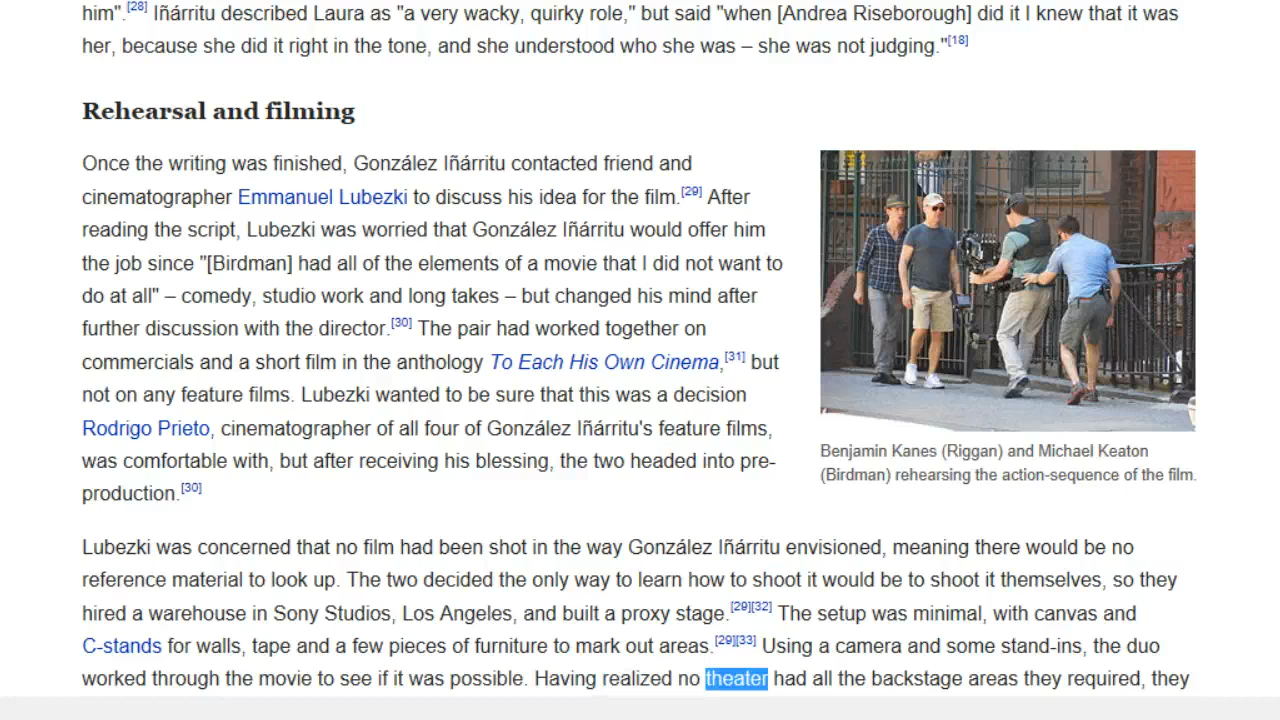 him".[28] Iñárritu described Laura as "a very wacky, quirky role," but said "when [Andrea Riseborough] did it I knew that it was
her, because she did it right in the tone, and she understood who she was – she was not judging."[18]
Rehearsal and filming
Once the writing was finished, González Iñárritu contacted friend and
cinematographer Emmanuel Lubezki to discuss his idea for the film.[29] After
reading the script, Lubezki was worried that González Iñárritu would offer him
the job since "[Birdman] had all of the elements of a movie that I did not want to
do at all" – comedy, studio work and long takes – but changed his mind after
further discussion with the director.[30] The pair had worked together on
commercials and a short film in the anthology To Each His Own Cinema,[31] but
not on any feature films. Lubezki wanted to be sure that this was a decision
Rodrigo Prieto, cinematographer of all four of González Iñárritu's feature films,
was comfortable with, but after receiving his blessing, the two headed into pre-
production.[30]
Benjamin Kanes (Riggan) and Michael Keaton
(Birdman) rehearsing the action-sequence of the film.
Lubezki was concerned that no film had been shot in the way González Iñárritu envisioned, meaning there would be no
reference material to look up. The two decided the only way to learn how to shoot it would be to shoot it themselves, so they
hired a warehouse in Sony Studios, Los Angeles, and built a proxy stage.[29][32] The setup was minimal, with canvas and
C-stands for walls, tape and a few pieces of furniture to mark out areas.[29][33] Using a camera and some stand-ins, the duo
worked through the movie to see if it was possible. Having realized no theater had all the backstage areas they required, they